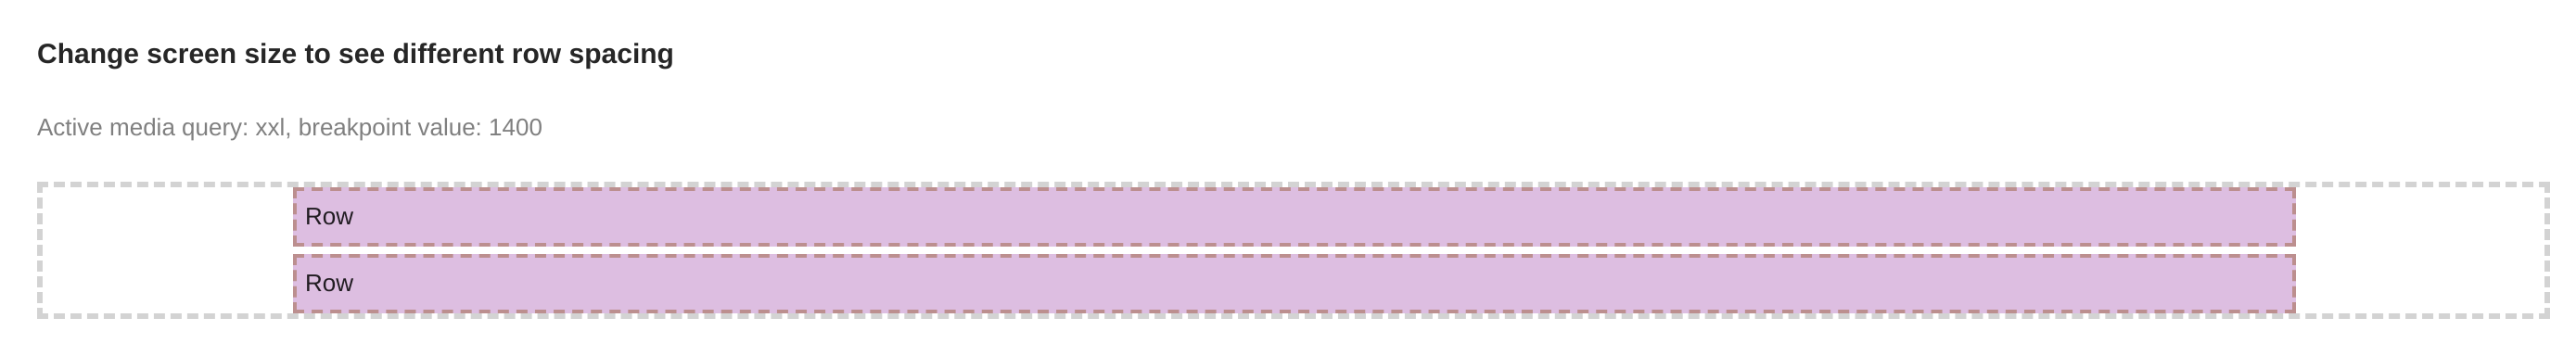 Change screen size to see different row spacing
Active media query: xxl, breakpoint value: 1400
Row
Row